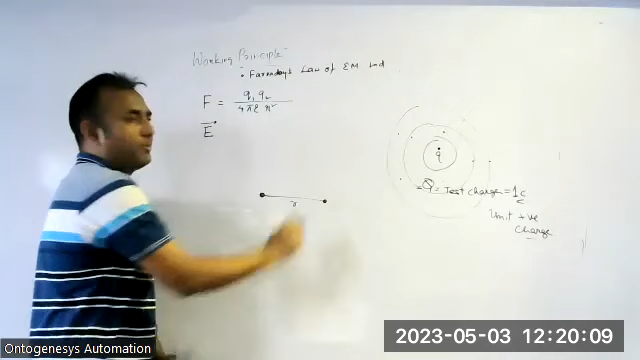 Working Principle
• Faraday's Law of EM Ind
F = q₁ q₂ / 4πε r²
E⃗
q
r
= Q = Test charge = 1c
c
Unit +ve
charge
Ontogenesys Automation
2023-05-03 12:20:09